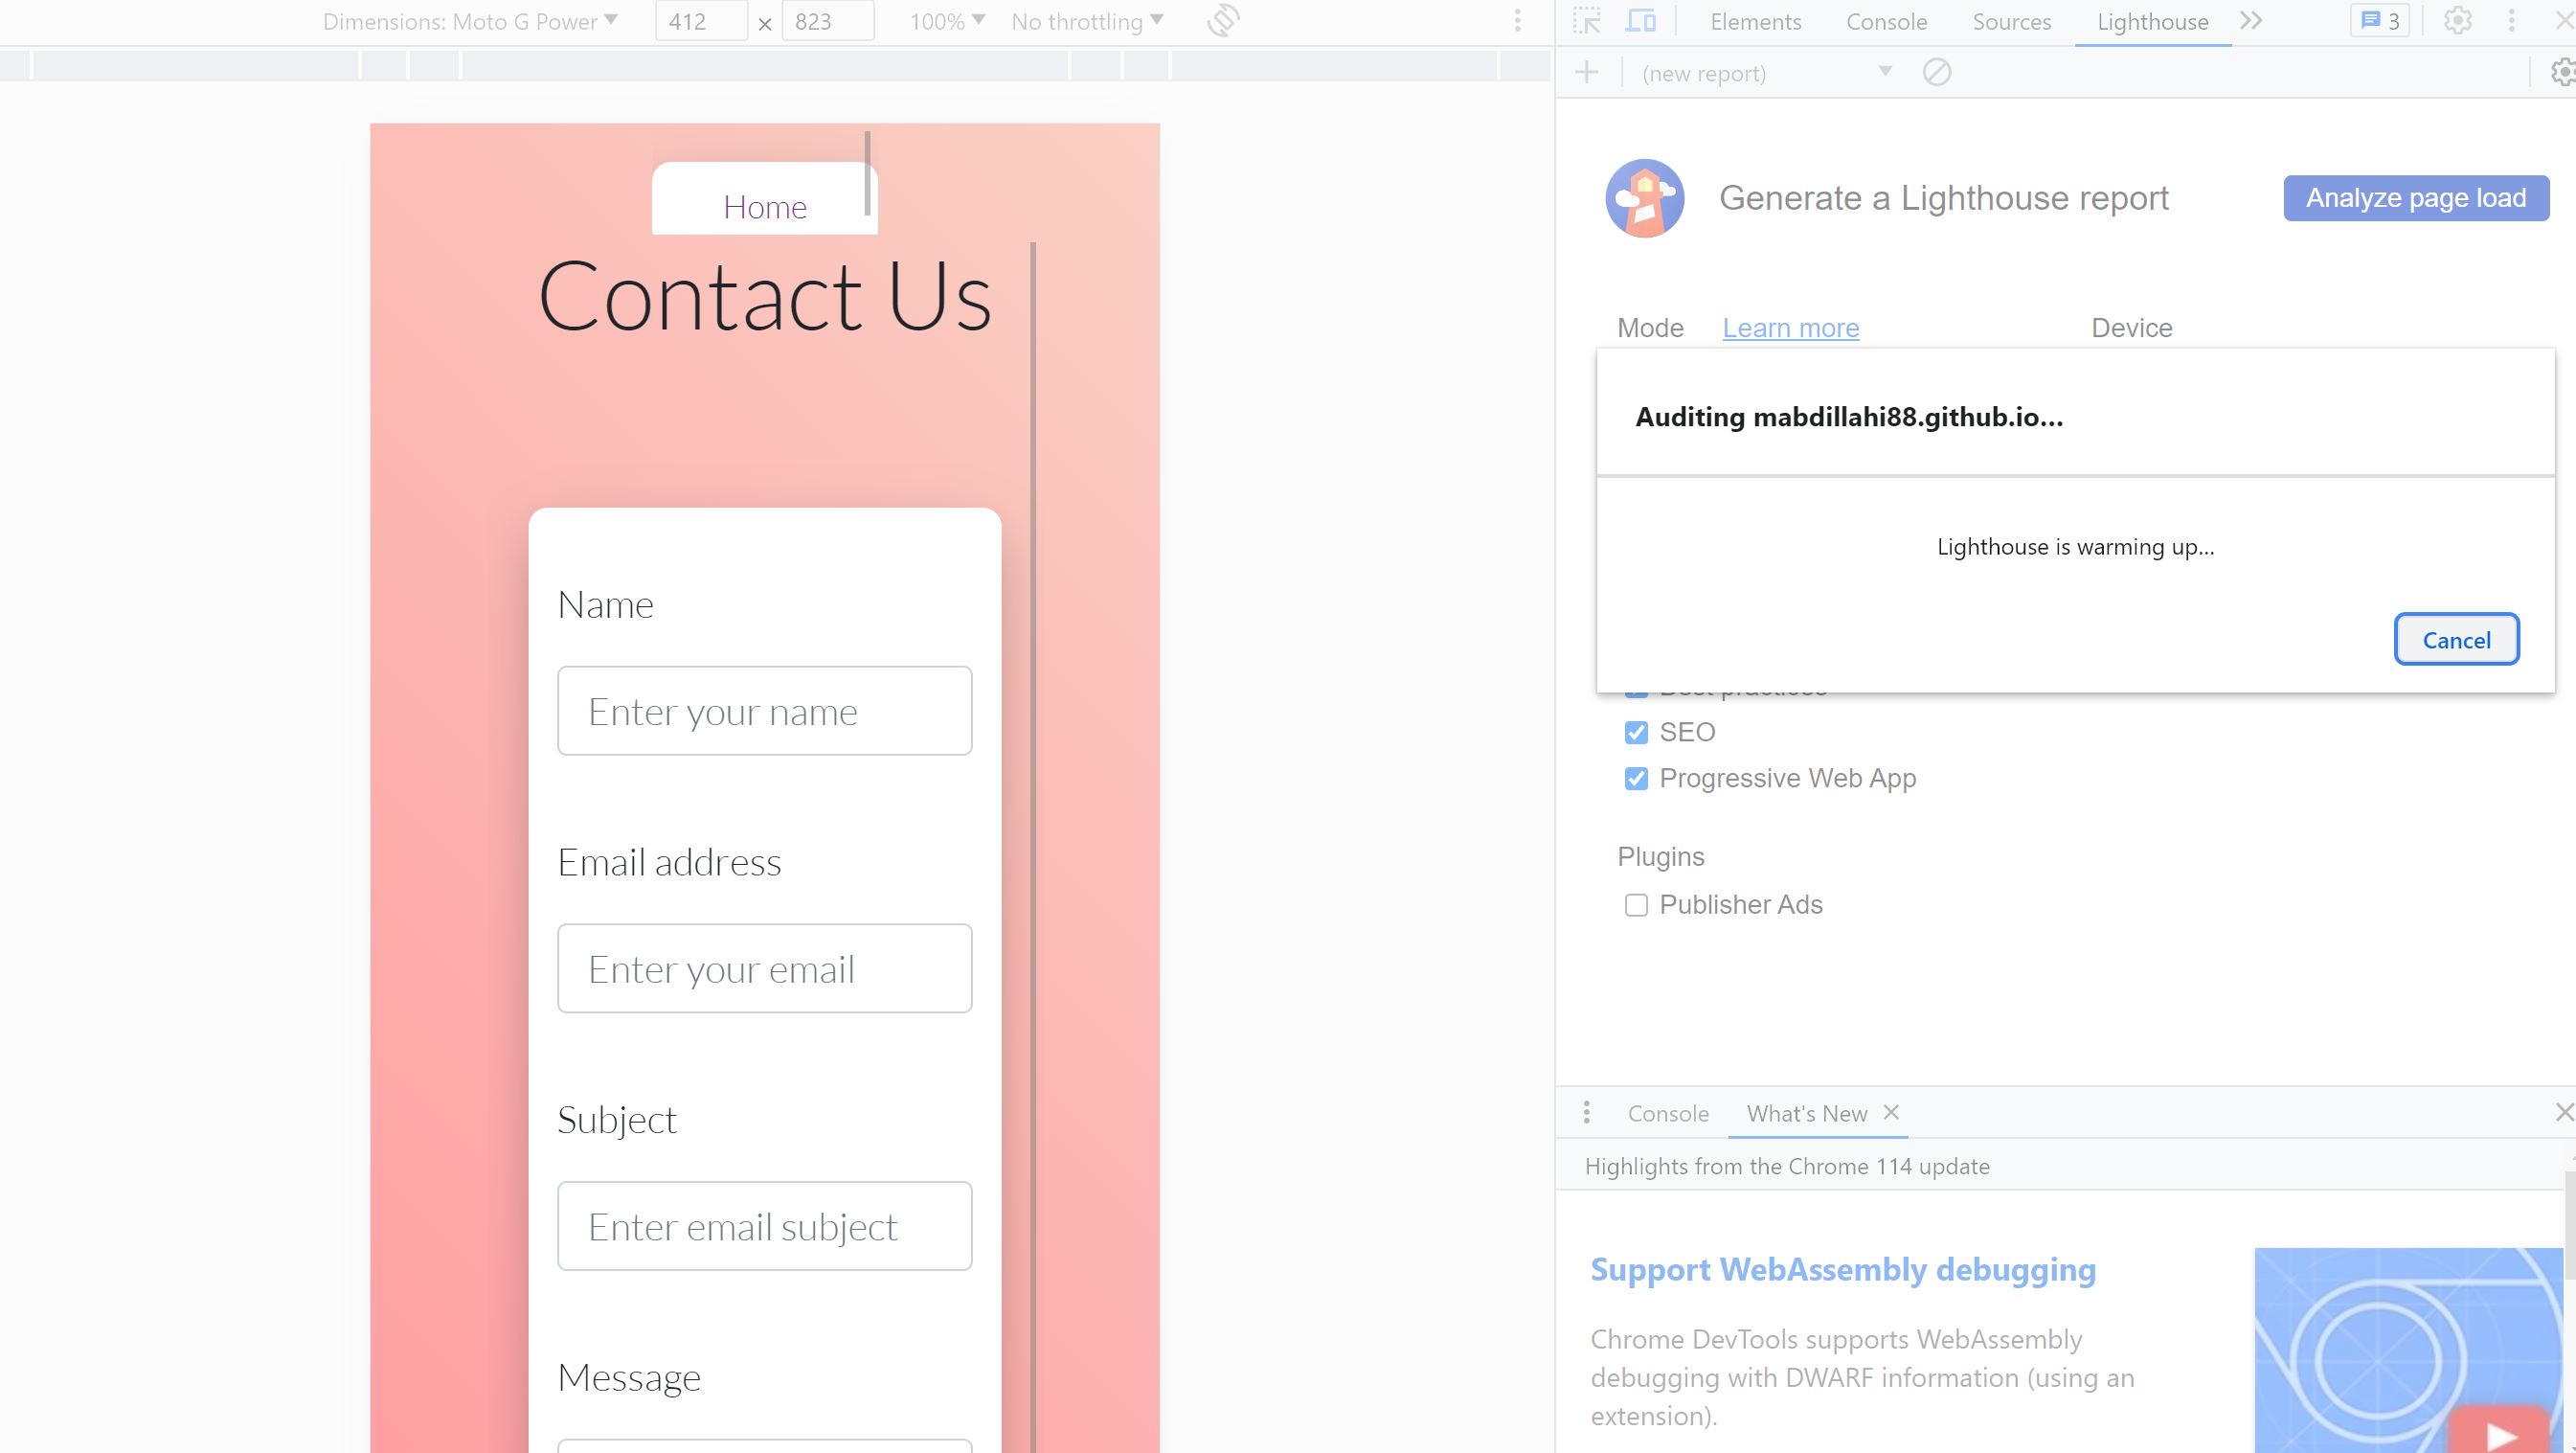 Dimensions: Moto G Power 412 × 823 100% No throttling
Elements Console Sources Lighthouse 3
(new report)
Home
Contact Us
Name
Enter your name
Email address
Enter your email
Subject
Enter email subject
Message
Generate a Lighthouse report Analyze page load
Mode Learn more Device
Auditing mabdillahi88.github.io...
Lighthouse is warming up...
Cancel
Best practices
SEO
Progressive Web App
Plugins
Publisher Ads
Console What's New
Highlights from the Chrome 114 update
Support WebAssembly debugging
Chrome DevTools supports WebAssembly
debugging with DWARF information (using an
extension).